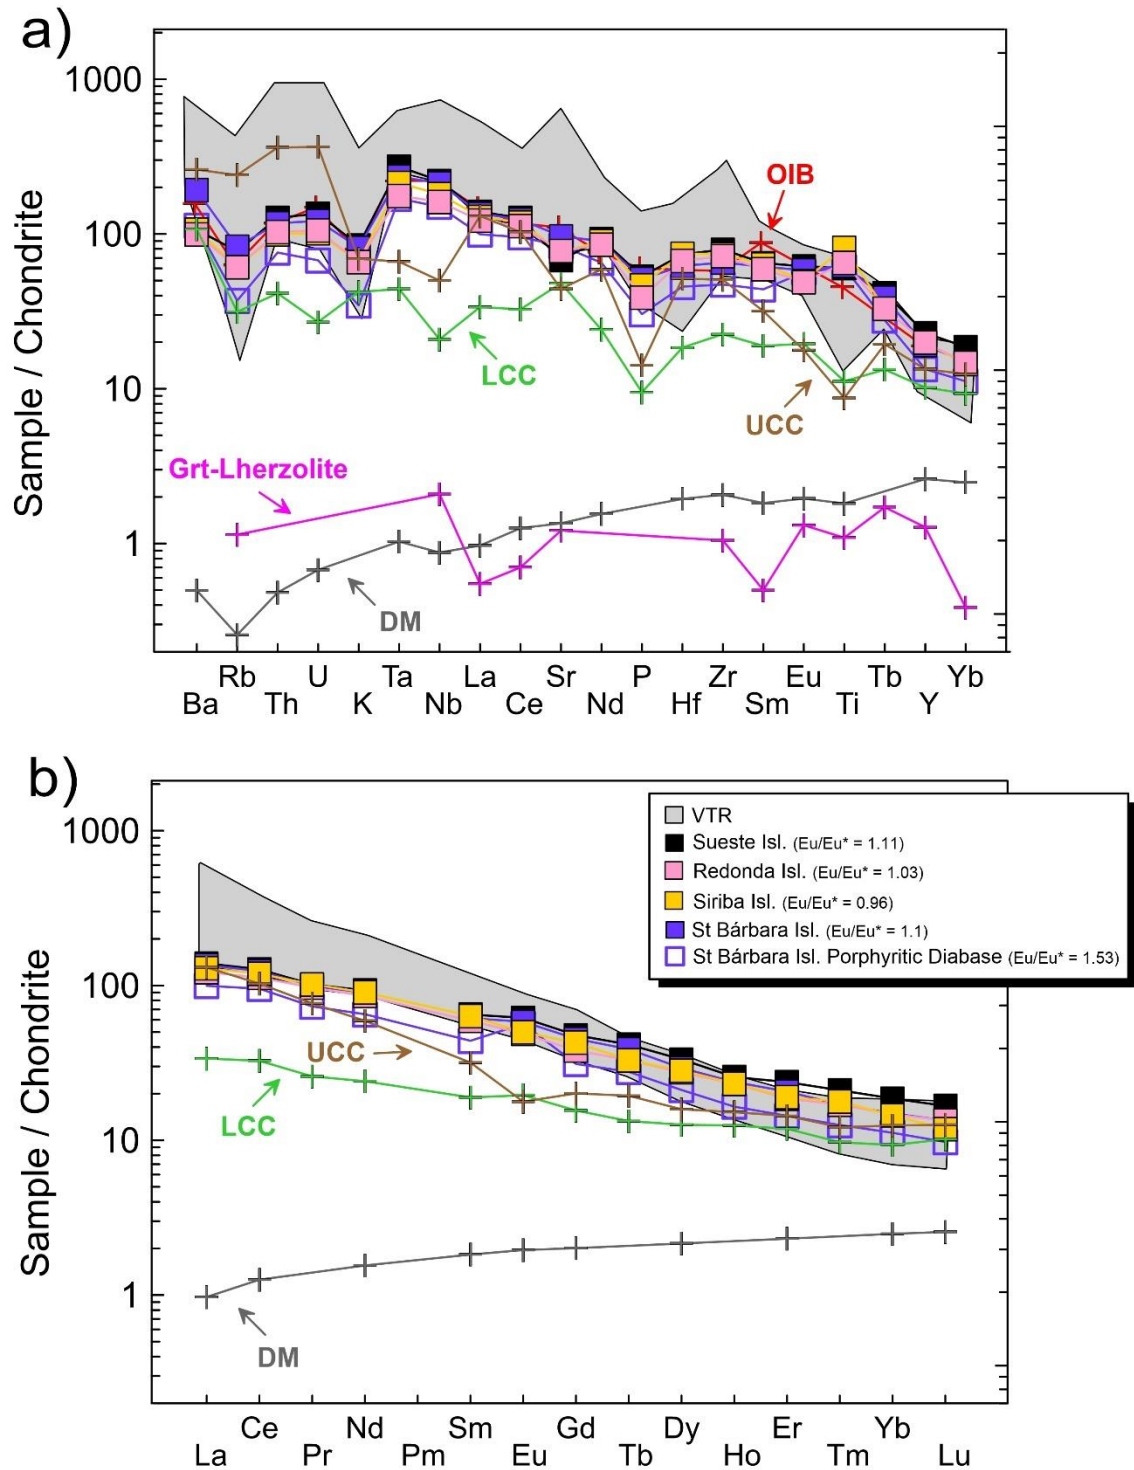 a)
1000
100
10
1
Sample / Chondrite
OIB
LCC
UCC
Grt-Lherzolite
DM
Rb U Ta La Sr P Zr Eu Tb Yb
Ba Th K Nb Ce Nd Hf Sm Ti Y
b)
1000
100
10
1
Sample / Chondrite
VTR
Sueste Isl. (Eu/Eu* = 1.11)
Redonda Isl. (Eu/Eu* = 1.03)
Siriba Isl. (Eu/Eu* = 0.96)
St Bárbara Isl. (Eu/Eu* = 1.1)
St Bárbara Isl. Porphyritic Diabase (Eu/Eu* = 1.53)
UCC
LCC
DM
Ce Nd Sm Gd Dy Er Yb
La Pr Pm Eu Tb Ho Tm Lu